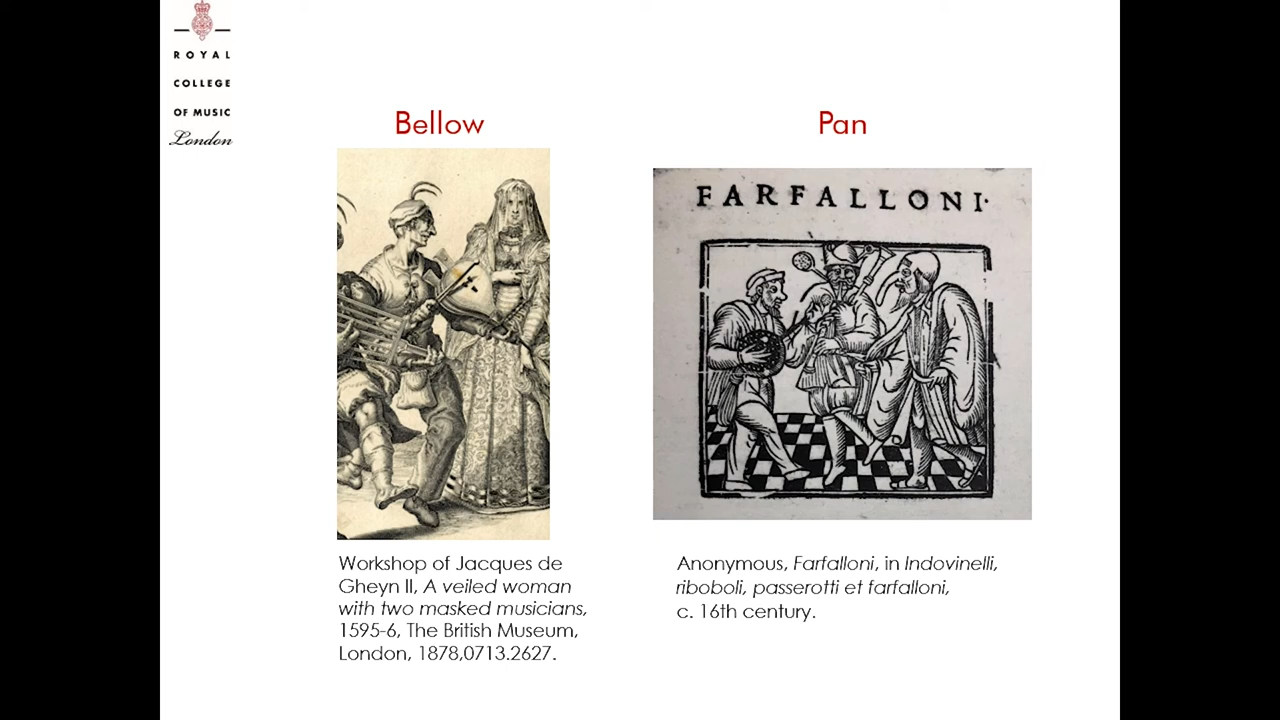 ROYAL
COLLEGE
OF MUSIC
London
Bellow
Pan
FARFALLONI.
Workshop of Jacques de
Gheyn II, A veiled woman
with two masked musicians,
1595-6, The British Museum,
London, 1878,0713.2627.
Anonymous, Farfalloni, in Indovinelli,
riboboli, passerotti et farfalloni,
c. 16th century.